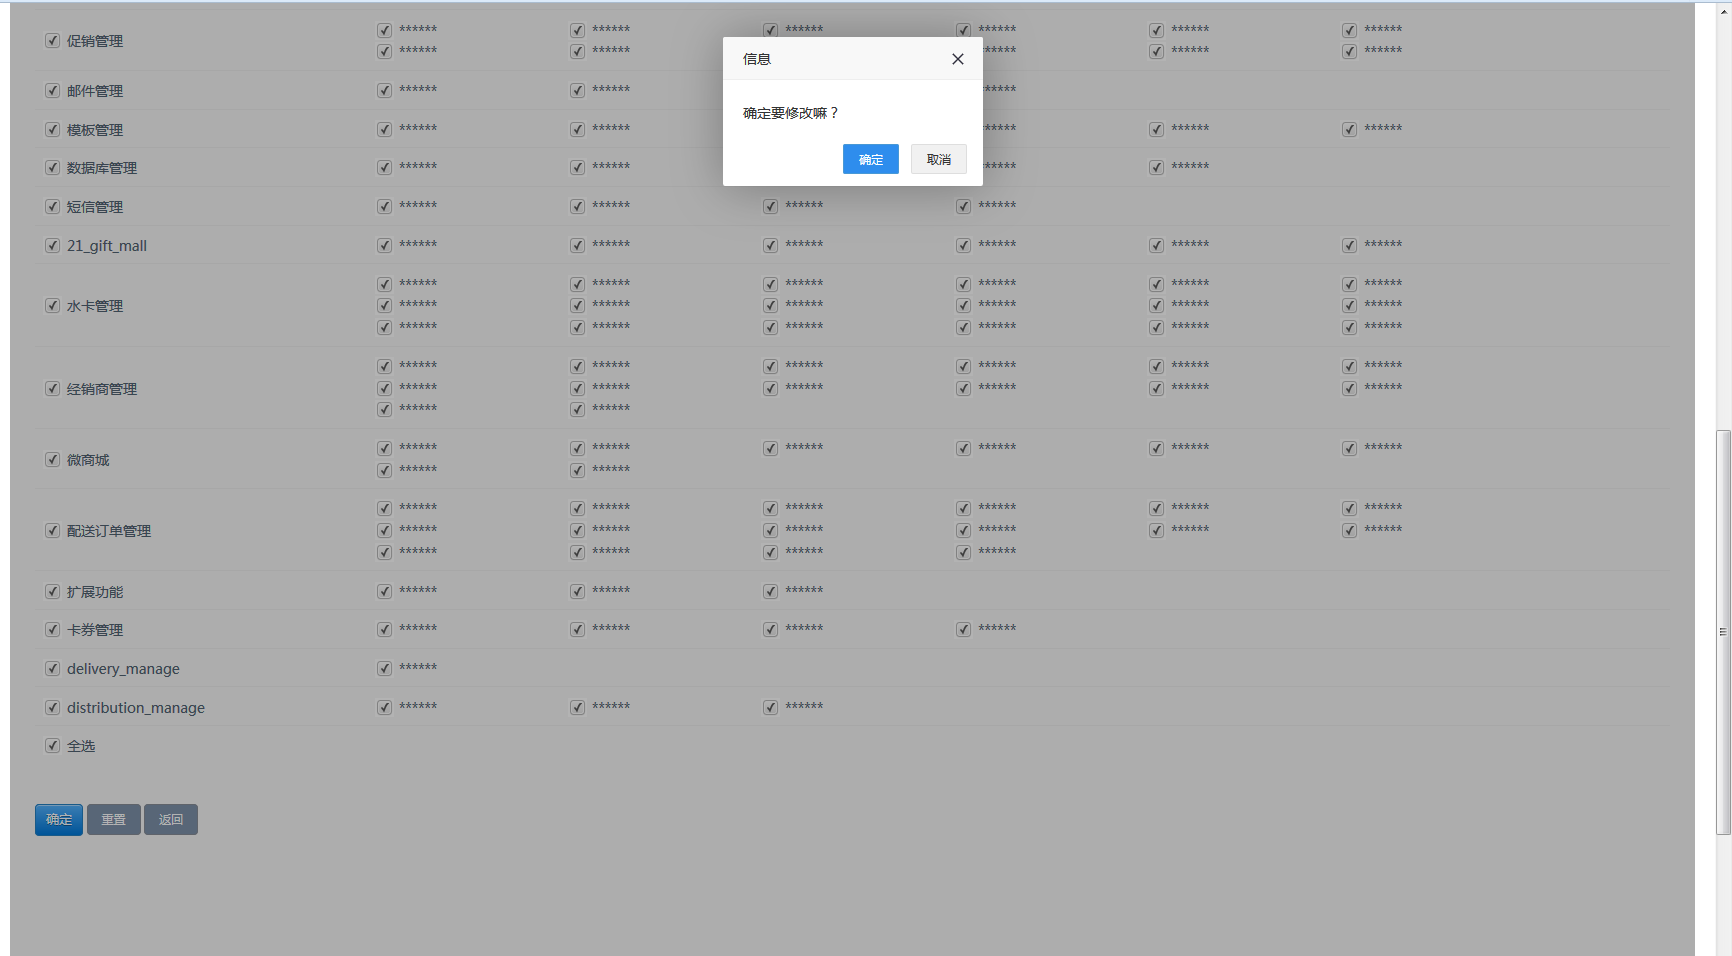 促销管理 ****** ****** ****** ****** ****** ******
****** ****** ****** ****** ******
信息
确定要修改嘛？
确定 取消
邮件管理 ****** ****** ******
模板管理 ****** ****** ****** ****** ******
数据库管理 ****** ****** ****** ******
短信管理 ****** ****** ****** ******
21_gift_mall ****** ****** ****** ****** ****** ******
水卡管理 ****** ****** ****** ****** ****** ******
****** ****** ****** ****** ****** ******
****** ****** ****** ****** ****** ******
经销商管理 ****** ****** ****** ****** ****** ******
****** ****** ****** ****** ****** ******
****** ******
微商城 ****** ****** ****** ****** ****** ******
****** ******
配送订单管理 ****** ****** ****** ****** ****** ******
****** ****** ****** ****** ****** ******
****** ****** ****** ******
扩展功能 ****** ****** ******
卡券管理 ****** ****** ****** ******
delivery_manage ******
distribution_manage ****** ****** ******
全选
确定 重置 返回